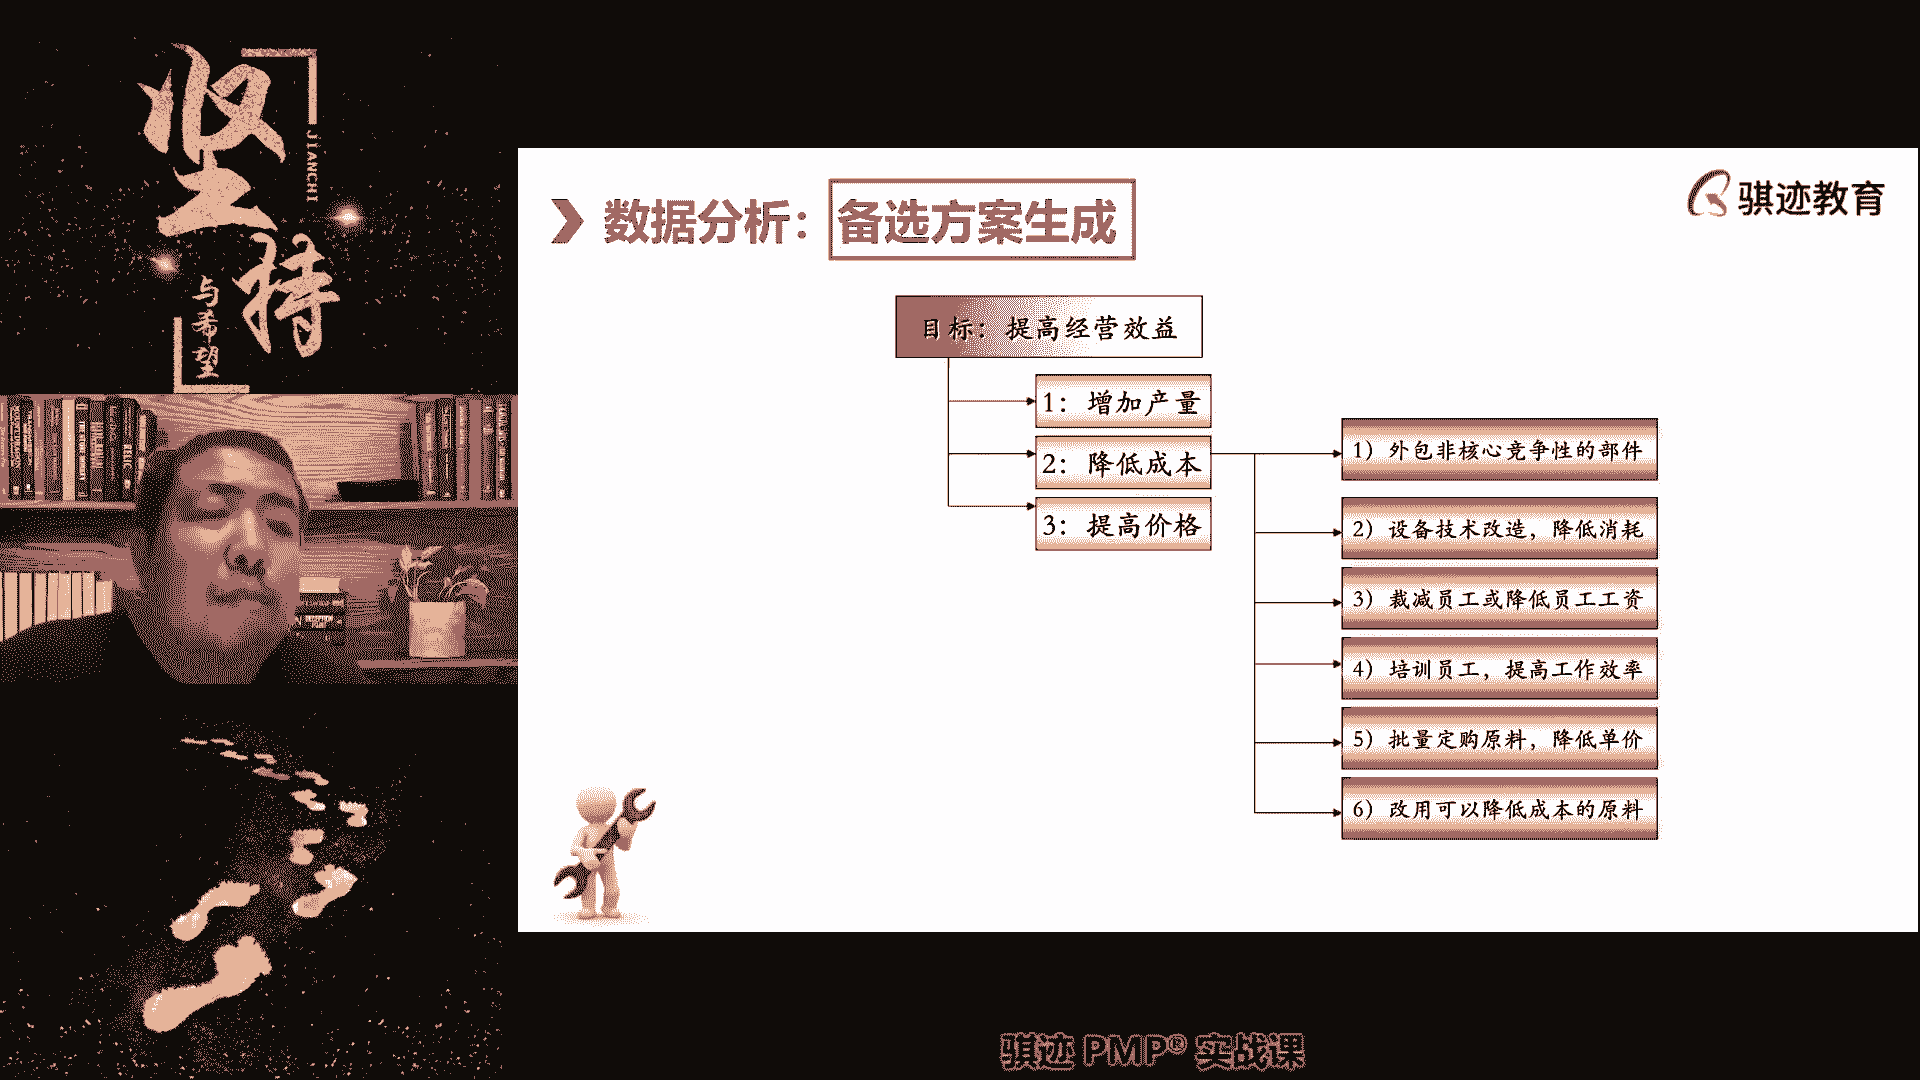 坚持
JIANCHI
与希望
数据分析：备选方案生成
骐迹教育
目标：提高经营效益
1：增加产量
2：降低成本
3：提高价格
1）外包非核心竞争性的部件
2）设备技术改造，降低消耗
3）裁减员工或降低员工工资
4）培训员工，提高工作效率
5）批量定购原料，降低单价
6）改用可以降低成本的原料
骐迹 PMP® 实战课